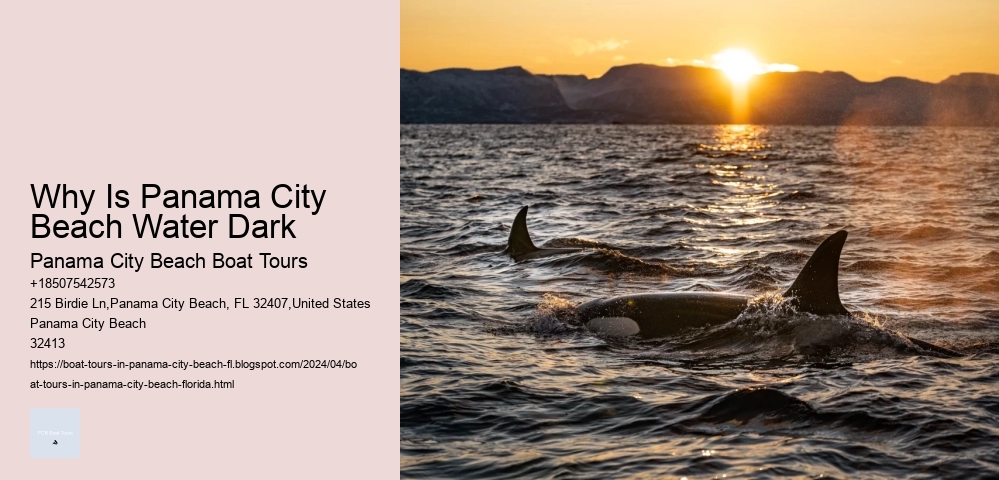 Why Is Panama City
Beach Water Dark
Panama City Beach Boat Tours
+18507542573
215 Birdie Ln,Panama City Beach, FL 32407,United States
Panama City Beach
32413
https://boat-tours-in-panama-city-beach-fl.blogspot.com/2024/04/bo
at-tours-in-panama-city-beach-florida.html